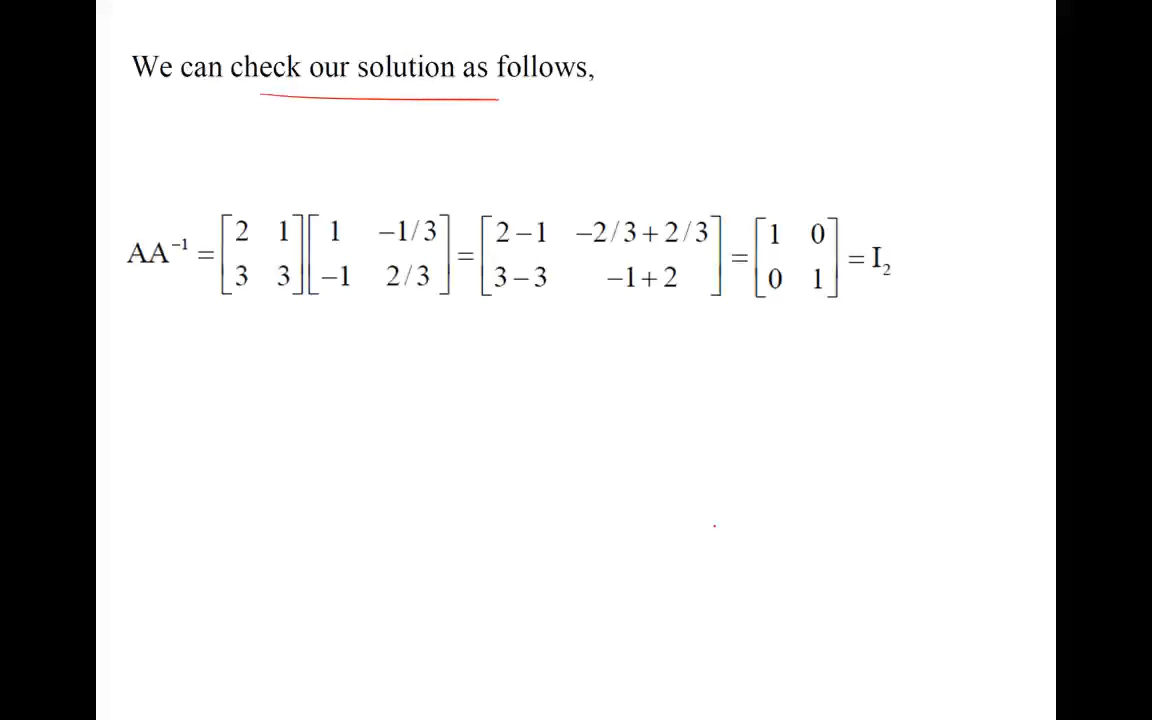 We can check our solution as follows,
AA⁻¹ = [2 1; 3 3] [1 −1/3; −1 2/3] = [2−1 −2/3+2/3; 3−3 −1+2] = [1 0; 0 1] = I₂